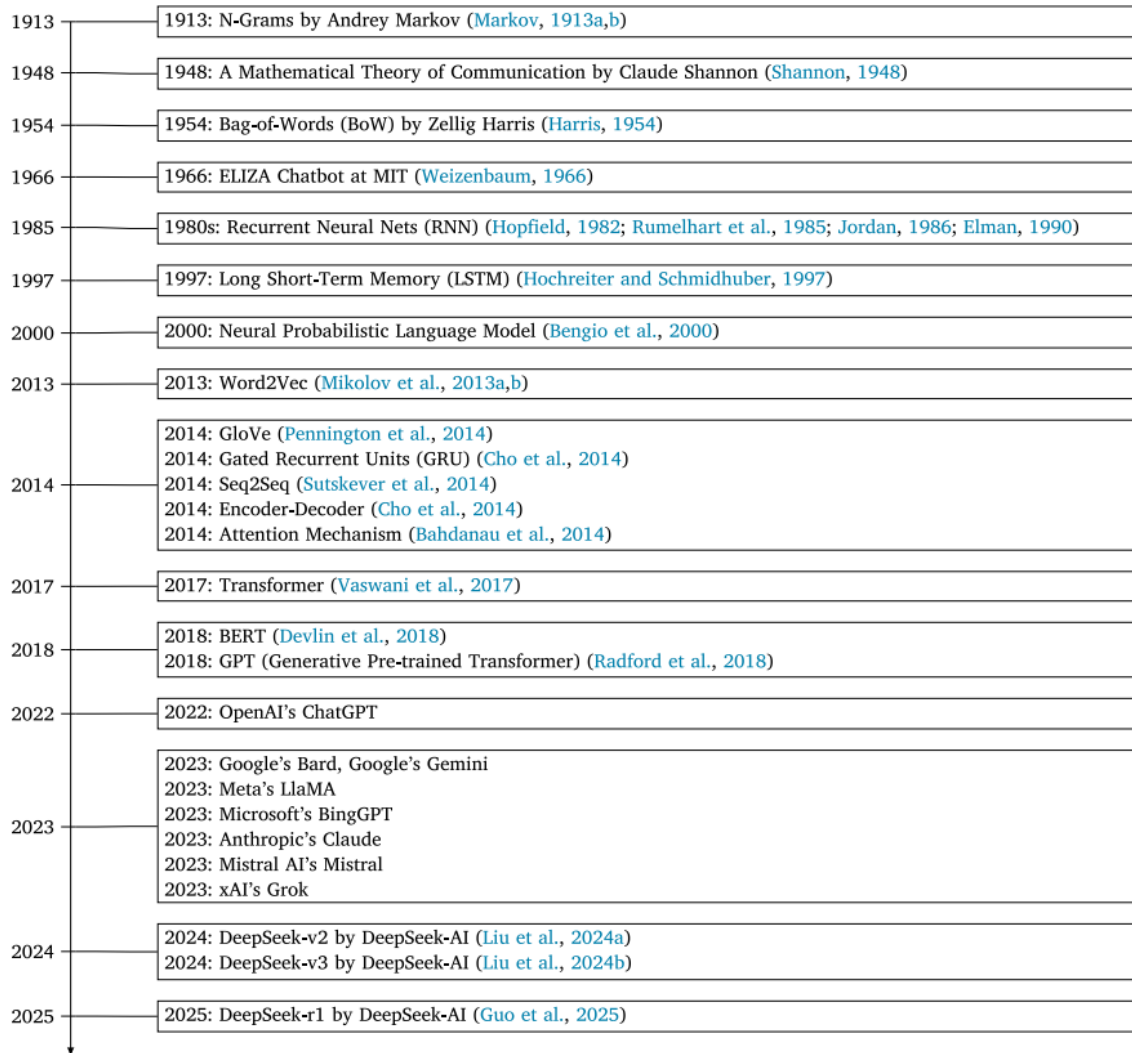 1913 1913: N-Grams by Andrey Markov (Markov, 1913a,b)
1948 1948: A Mathematical Theory of Communication by Claude Shannon (Shannon, 1948)
1954 1954: Bag-of-Words (BoW) by Zellig Harris (Harris, 1954)
1966 1966: ELIZA Chatbot at MIT (Weizenbaum, 1966)
1985 1980s: Recurrent Neural Nets (RNN) (Hopfield, 1982; Rumelhart et al., 1985; Jordan, 1986; Elman, 1990)
1997 1997: Long Short-Term Memory (LSTM) (Hochreiter and Schmidhuber, 1997)
2000 2000: Neural Probabilistic Language Model (Bengio et al., 2000)
2013 2013: Word2Vec (Mikolov et al., 2013a,b)
2014: GloVe (Pennington et al., 2014)
2014: Gated Recurrent Units (GRU) (Cho et al., 2014)
2014 2014: Seq2Seq (Sutskever et al., 2014)
2014: Encoder-Decoder (Cho et al., 2014)
2014: Attention Mechanism (Bahdanau et al., 2014)
2017 2017: Transformer (Vaswani et al., 2017)
2018 2018: BERT (Devlin et al., 2018)
2018: GPT (Generative Pre-trained Transformer) (Radford et al., 2018)
2022 2022: OpenAI's ChatGPT
2023: Google's Bard, Google's Gemini
2023: Meta's LlaMA
2023: Microsoft's BingGPT
2023 2023: Anthropic's Claude
2023: Mistral AI's Mistral
2023: xAI's Grok
2024 2024: DeepSeek-v2 by DeepSeek-AI (Liu et al., 2024a)
2024: DeepSeek-v3 by DeepSeek-AI (Liu et al., 2024b)
2025 2025: DeepSeek-r1 by DeepSeek-AI (Guo et al., 2025)